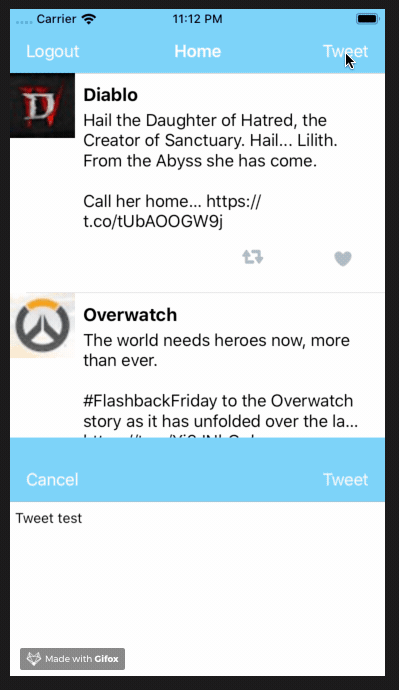 Carrier 11:12 PM
Logout Home Tweet
Diablo
Hail the Daughter of Hatred, the
Creator of Sanctuary. Hail... Lilith.
From the Abyss she has come.
Call her home... https://
t.co/tUbAOOGW9j
Overwatch
The world needs heroes now, more
than ever.
#FlashbackFriday to the Overwatch
story as it has unfolded over the la...
Cancel Tweet
Tweet test
Made with Gifox